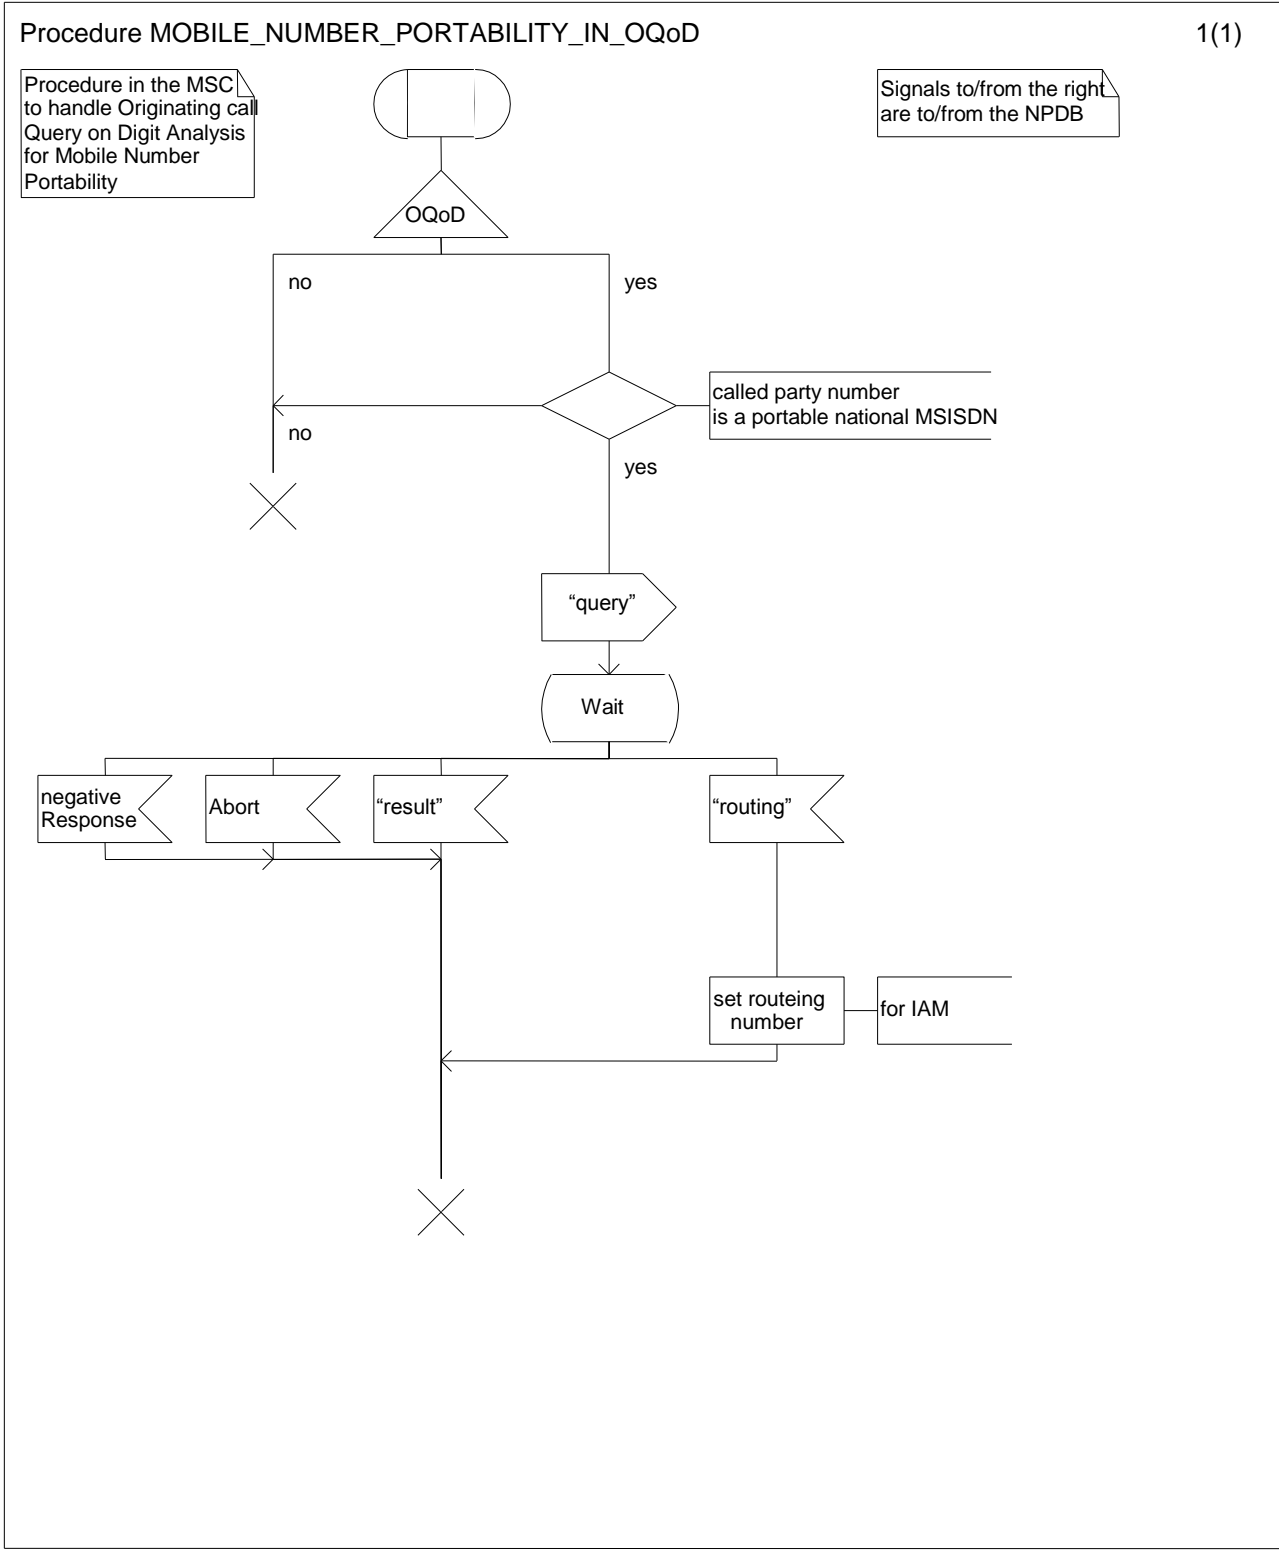 Procedure MOBILE_NUMBER_PORTABILITY_IN_OQoD
1(1)
Procedure in the MSC
to handle Originating call
Query on Digit Analysis
for Mobile Number
Portability
Signals to/from the right
are to/from the NPDB
OQoD
no
yes
called party number
is a portable national MSISDN
no
yes
“query”
Wait
negative
Response
Abort
“result”
“routing”
set routeing
number
for IAM